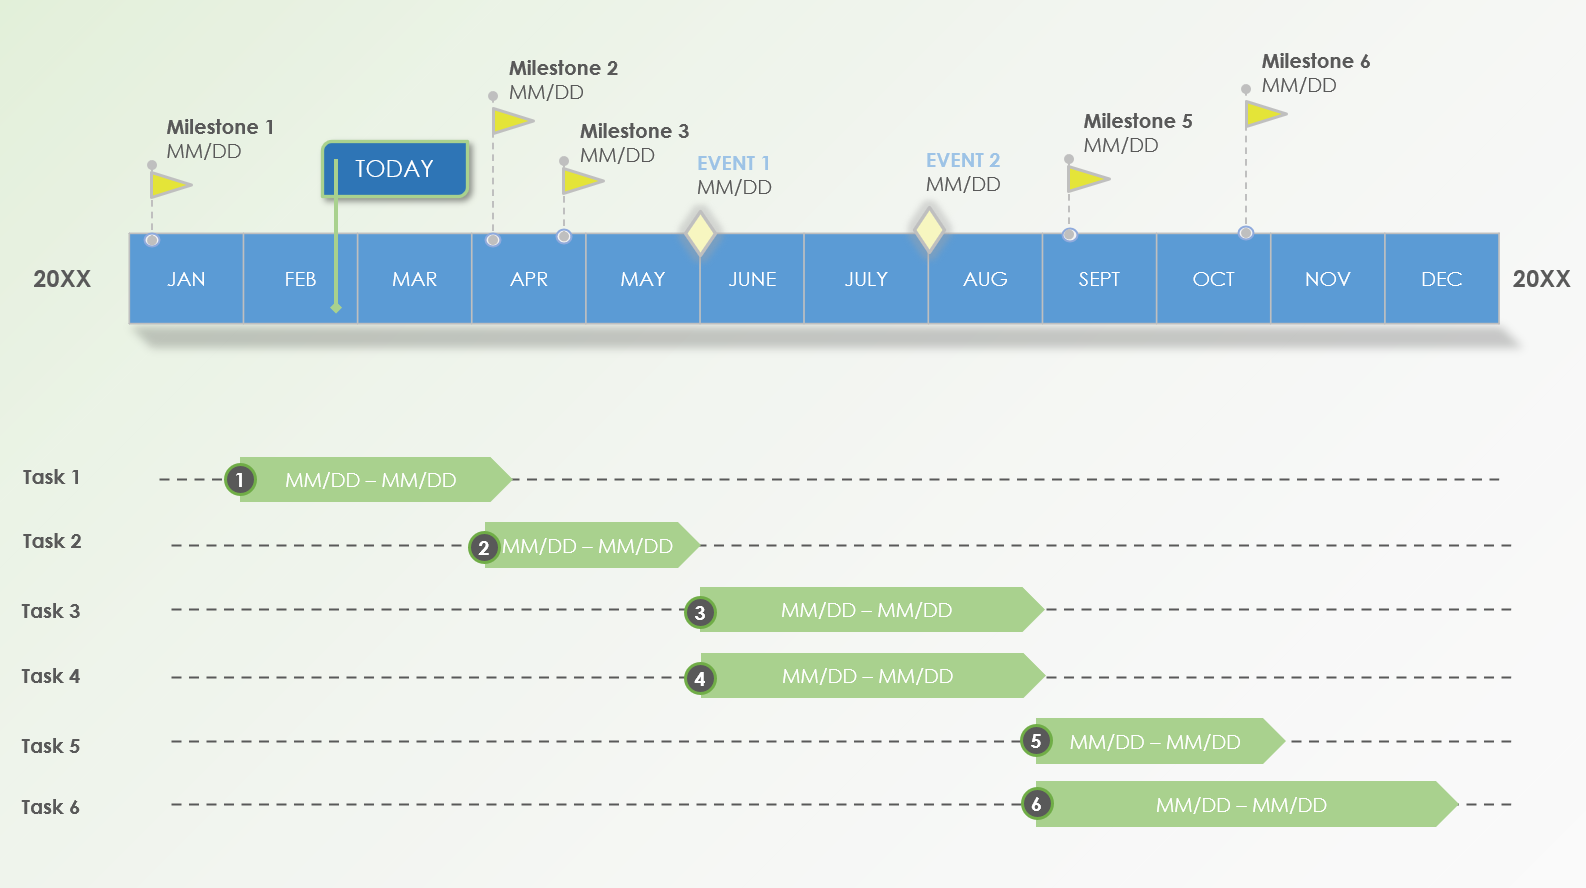 Milestone 6
MM/DD
Milestone 2
MM/DD
Milestone 5
MM/DD
Milestone 1
MM/DD
Milestone 3
MM/DD
EVENT 1
MM/DD
EVENT 2
MM/DD
TODAY
20XX JAN FEB MAR APR MAY JUNE JULY AUG SEPT OCT NOV DEC 20XX
Task 1 1 MM/DD – MM/DD
Task 2 2 MM/DD – MM/DD
Task 3 3 MM/DD – MM/DD
Task 4 4 MM/DD – MM/DD
Task 5 5 MM/DD – MM/DD
Task 6 6 MM/DD – MM/DD